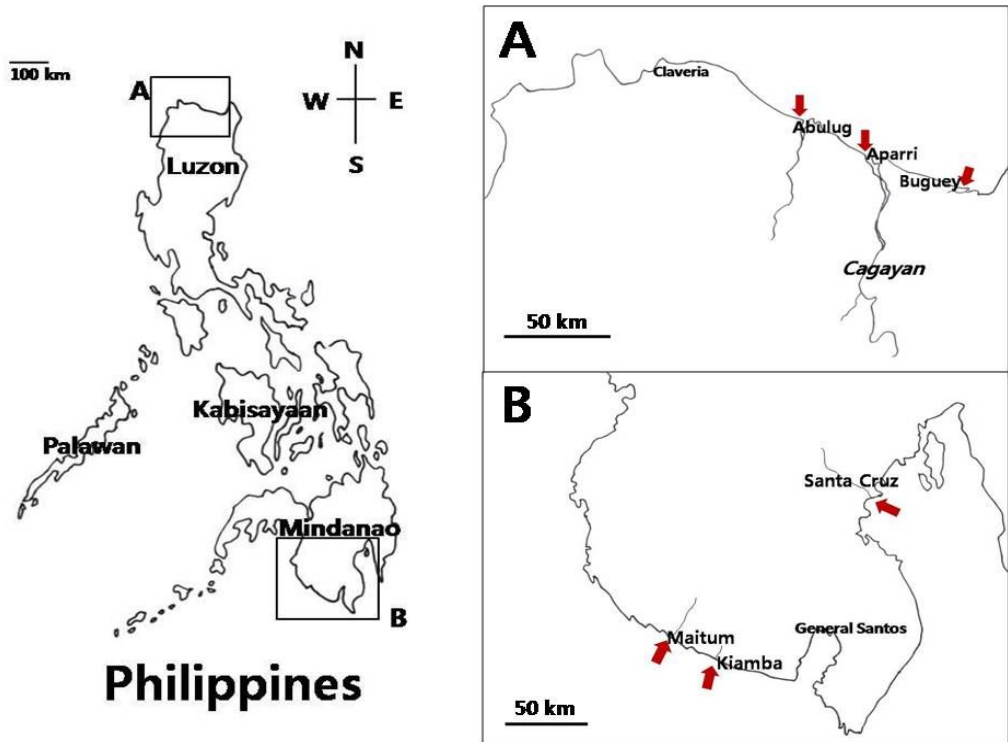 100 km
N
W E
S
A
Luzon
Kabisayaan
Palawan
Mindanao
B
Philippines
A
Claveria
Abulug
Aparri
Buguey
Cagayan
50 km
B
Santa Cruz
Maitum
General Santos
Kiamba
50 km